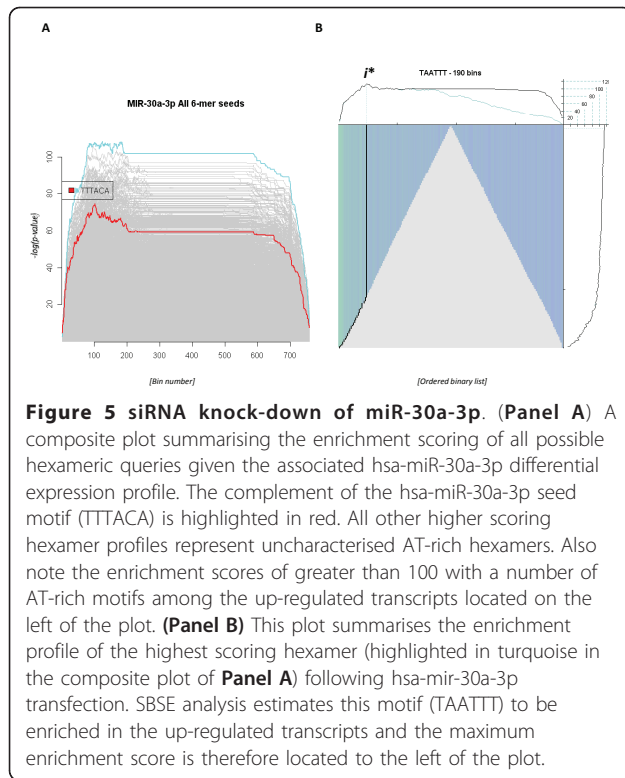 A
B
i*
TAATTT - 190 bins
MIR-30a-3p All 6-mer seeds
120
100
80
60
40
20
100
80
60
40
20
-log(p-value)
TTTACA
100 200 300 400 500 600 700
[Bin number]
[Ordered binary list]
Figure 5 siRNA knock-down of miR-30a-3p. (Panel A) A
composite plot summarising the enrichment scoring of all possible
hexameric queries given the associated hsa-miR-30a-3p differential
expression profile. The complement of the hsa-miR-30a-3p seed
motif (TTTACA) is highlighted in red. All other higher scoring
hexamer profiles represent uncharacterised AT-rich hexamers. Also
note the enrichment scores of greater than 100 with a number of
AT-rich motifs among the up-regulated transcripts located on the
left of the plot. (Panel B) This plot summarises the enrichment
profile of the highest scoring hexamer (highlighted in turquoise in
the composite plot of Panel A) following hsa-mir-30a-3p
transfection. SBSE analysis estimates this motif (TAATTT) to be
enriched in the up-regulated transcripts and the maximum
enrichment score is therefore located to the left of the plot.